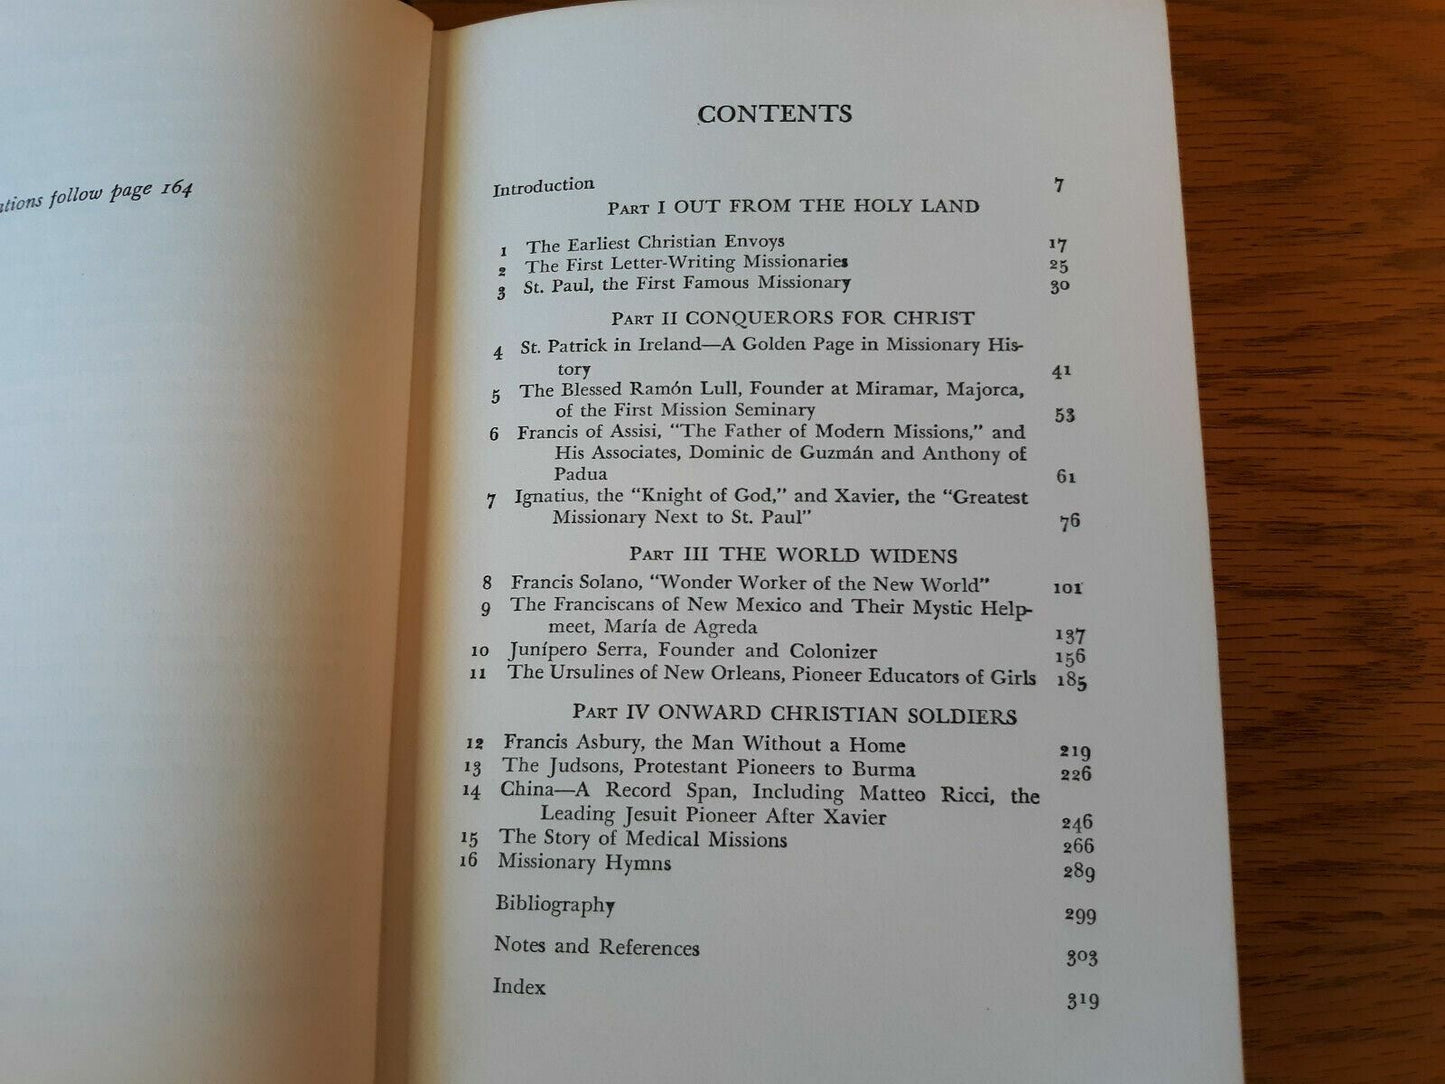 ations follow page 164
CONTENTS
Introduction 7
PART I OUT FROM THE HOLY LAND
1 The Earliest Christian Envoys 17
2 The First Letter-Writing Missionaries 25
3 St. Paul, the First Famous Missionary 30
PART II CONQUERORS FOR CHRIST
4 St. Patrick in Ireland—A Golden Page in Missionary His-
tory 41
5 The Blessed Ramón Lull, Founder at Miramar, Majorca,
of the First Mission Seminary 53
6 Francis of Assisi, “The Father of Modern Missions,” and
His Associates, Dominic de Guzmán and Anthony of
Padua 61
7 Ignatius, the “Knight of God,” and Xavier, the “Greatest
Missionary Next to St. Paul” 76
PART III THE WORLD WIDENS
8 Francis Solano, “Wonder Worker of the New World” 101
9 The Franciscans of New Mexico and Their Mystic Help-
meet, María de Agreda 137
10 Junípero Serra, Founder and Colonizer 156
11 The Ursulines of New Orleans, Pioneer Educators of Girls 185
PART IV ONWARD CHRISTIAN SOLDIERS
12 Francis Asbury, the Man Without a Home 219
13 The Judsons, Protestant Pioneers to Burma 226
14 China—A Record Span, Including Matteo Ricci, the
Leading Jesuit Pioneer After Xavier 246
15 The Story of Medical Missions 266
16 Missionary Hymns 289
Bibliography 299
Notes and References 303
Index 319